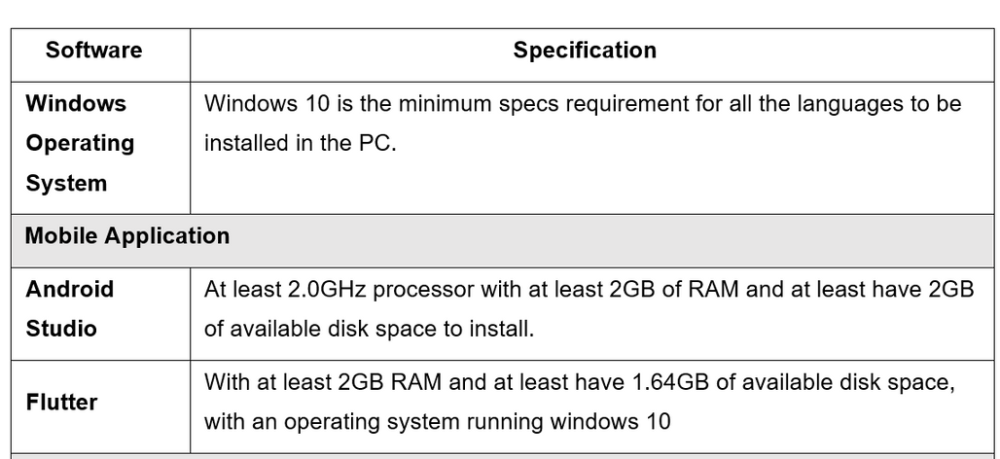 Software
Specification
Windows
Operating
System
Windows 10 is the minimum specs requirement for all the languages to be
installed in the PC.
Mobile Application
Android
Studio
At least 2.0GHz processor with at least 2GB of RAM and at least have 2GB
of available disk space to install.
Flutter
With at least 2GB RAM and at least have 1.64GB of available disk space,
with an operating system running windows 10